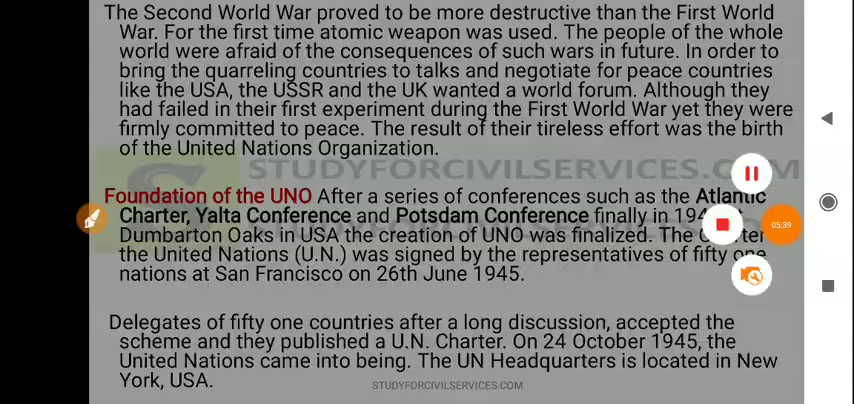 The Second World War proved to be more destructive than the First World
War. For the first time atomic weapon was used. The people of the whole
world were afraid of the consequences of such wars in future. In order to
bring the quarreling countries to talks and negotiate for peace countries
like the USA, the USSR and the UK wanted a world forum. Although they
had failed in their first experiment during the First World War yet they were
firmly committed to peace. The result of their tireless effort was the birth
of the United Nations Organization.
STUDYFORCIVILSERVICES.COM
Foundation of the UNO After a series of conferences such as the Atlantic
Charter, Yalta Conference and Potsdam Conference finally in
05:39
Dumbarton Oaks in USA the creation of UNO was finalized. The
the United Nations (U.N.) was signed by the representatives of fifty one
nations at San Francisco on 26th June 1945.
Delegates of fifty one countries after a long discussion, accepted the
scheme and they published a U.N. Charter. On 24 October 1945, the
United Nations came into being. The UN Headquarters is located in New
York, USA.
STUDYFORCIVILSERVICES.COM